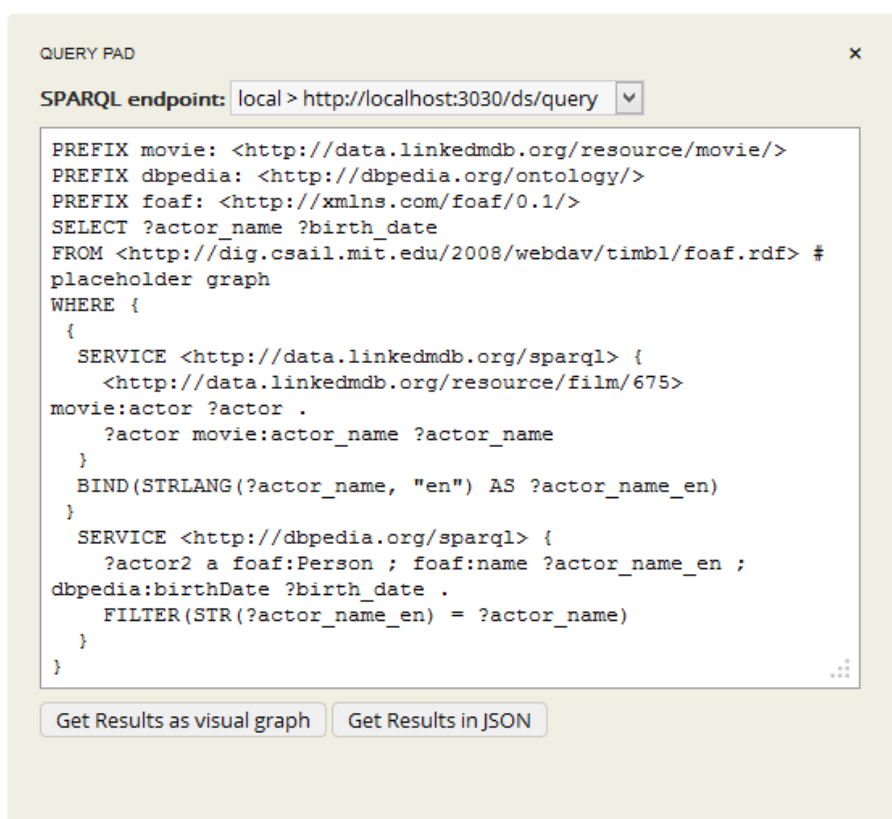 QUERY PAD ×
SPARQL endpoint: local > http://localhost:3030/ds/query
PREFIX movie: <http://data.linkedmdb.org/resource/movie/>
PREFIX dbpedia: <http://dbpedia.org/ontology/>
PREFIX foaf: <http://xmlns.com/foaf/0.1/>
SELECT ?actor_name ?birth_date
FROM <http://dig.csail.mit.edu/2008/webdav/timbl/foaf.rdf> #
placeholder graph
WHERE {
 {
  SERVICE <http://data.linkedmdb.org/sparql> {
    <http://data.linkedmdb.org/resource/film/675>
movie:actor ?actor .
    ?actor movie:actor_name ?actor_name
  }
  BIND(STRLANG(?actor_name, "en") AS ?actor_name_en)
 }
  SERVICE <http://dbpedia.org/sparql> {
    ?actor2 a foaf:Person ; foaf:name ?actor_name_en ;
dbpedia:birthDate ?birth_date .
    FILTER(STR(?actor_name_en) = ?actor_name)
  }
}
Get Results as visual graph Get Results in JSON